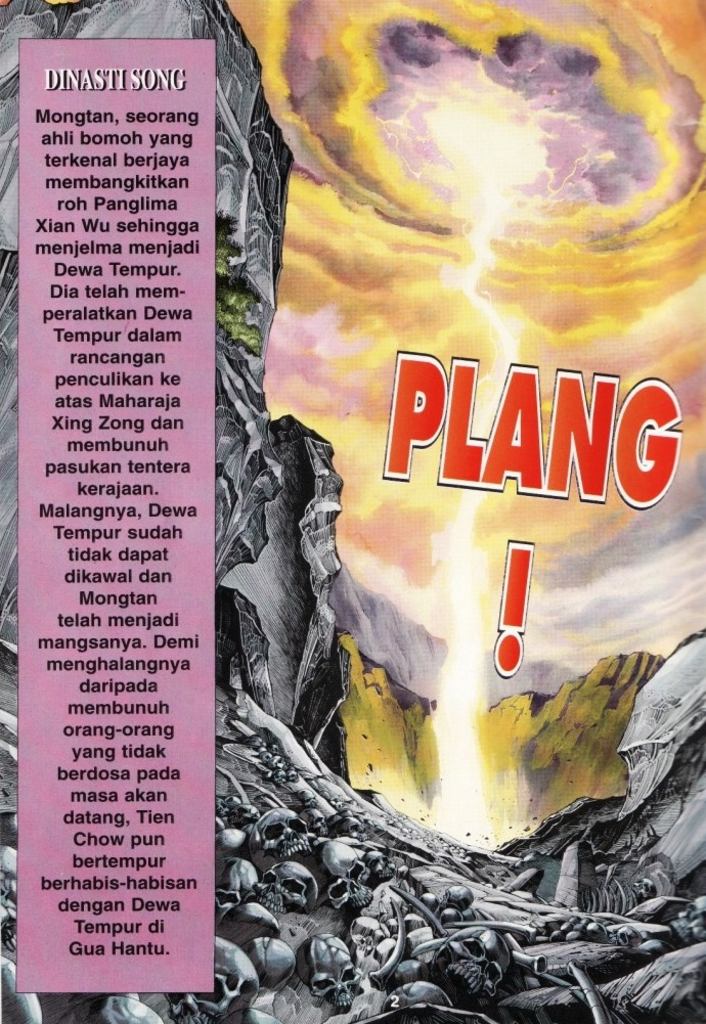 DINASTI SONG
Mongtan, seorang
ahli bomoh yang
terkenal berjaya
membangkitkan
roh Panglima
Xian Wu sehingga
menjelma menjadi
Dewa Tempur.
Dia telah mem-
peralatkan Dewa
Tempur dalam
rancangan
penculikan ke
atas Maharaja
Xing Zong dan
membunuh
pasukan tentera
kerajaan.
Malangnya, Dewa
Tempur sudah
tidak dapat
dikawal dan
Mongtan
telah menjadi
mangsanya. Demi
menghalangnya
daripada
membunuh
orang-orang
yang tidak
berdosa pada
masa akan
datang, Tien
Chow pun
bertempur
berhabis-habisan
dengan Dewa
Tempur di
Gua Hantu.
PLANG
!
2